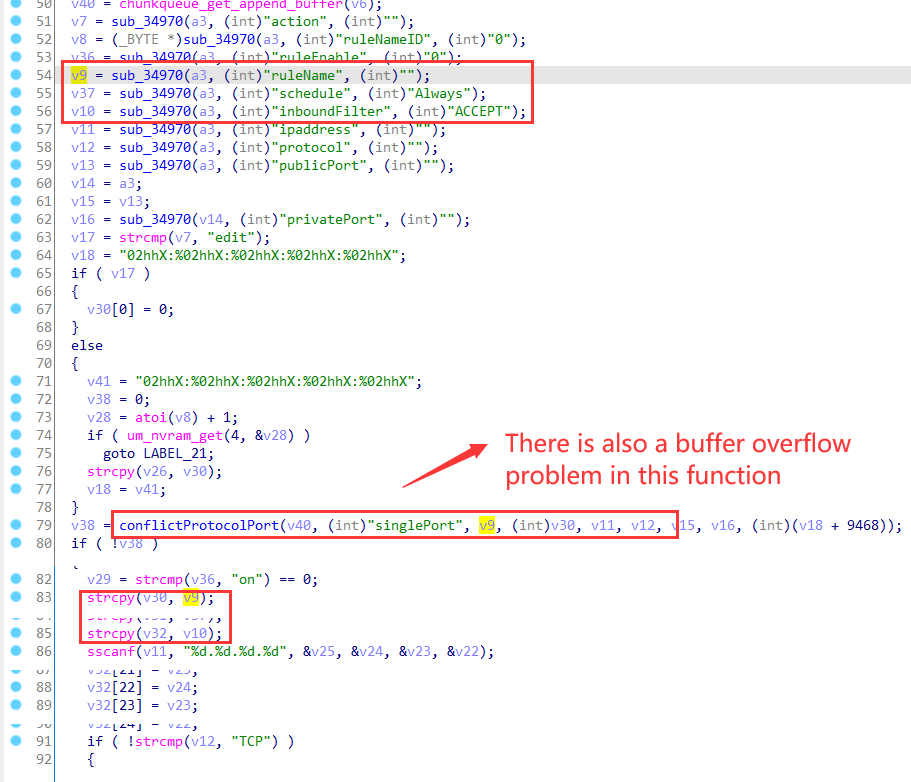 50 v40 = chunkqueue_get_append_buffer(v6);
51 v7 = sub_34970(a3, (int)"action", (int)"");
52 v8 = (_BYTE *)sub_34970(a3, (int)"ruleNameID", (int)"0");
53 v36 = sub_34970(a3, (int)"ruleEnable", (int)"0");
54 v9 = sub_34970(a3, (int)"ruleName", (int)"");
55 v37 = sub_34970(a3, (int)"schedule", (int)"Always");
56 v10 = sub_34970(a3, (int)"inboundFilter", (int)"ACCEPT");
57 v11 = sub_34970(a3, (int)"ipaddress", (int)"");
58 v12 = sub_34970(a3, (int)"protocol", (int)"");
59 v13 = sub_34970(a3, (int)"publicPort", (int)"");
60 v14 = a3;
61 v15 = v13;
62 v16 = sub_34970(v14, (int)"privatePort", (int)"");
63 v17 = strcmp(v7, "edit");
64 v18 = "02hhX:%02hhX:%02hhX:%02hhX:%02hhX";
65 if ( v17 )
66 {
67 v30[0] = 0;
68 }
69 else
70 {
71 v41 = "02hhX:%02hhX:%02hhX:%02hhX:%02hhX";
72 v38 = 0;
73 v28 = atoi(v8) + 1;
74 if ( um_nvram_get(4, &v28) )
75 goto LABEL_21;
76 strcpy(v26, v30);
77 v18 = v41;
78 }
There is also a buffer overflow
problem in this function
79 v38 = conflictProtocolPort(v40, (int)"singlePort", v9, (int)v30, v11, v12, v15, v16, (int)(v18 + 9468));
80 if ( !v38 )
82 v29 = strcmp(v36, "on") == 0;
83 strcpy(v30, v9);
85 strcpy(v32, v10);
86 sscanf(v11, "%d.%d.%d.%d", &v25, &v24, &v23, &v22);
87 v32[21] = v25;
88 v32[22] = v24;
89 v32[23] = v23;
90 v32[24] = v22;
91 if ( !strcmp(v12, "TCP") )
92 {